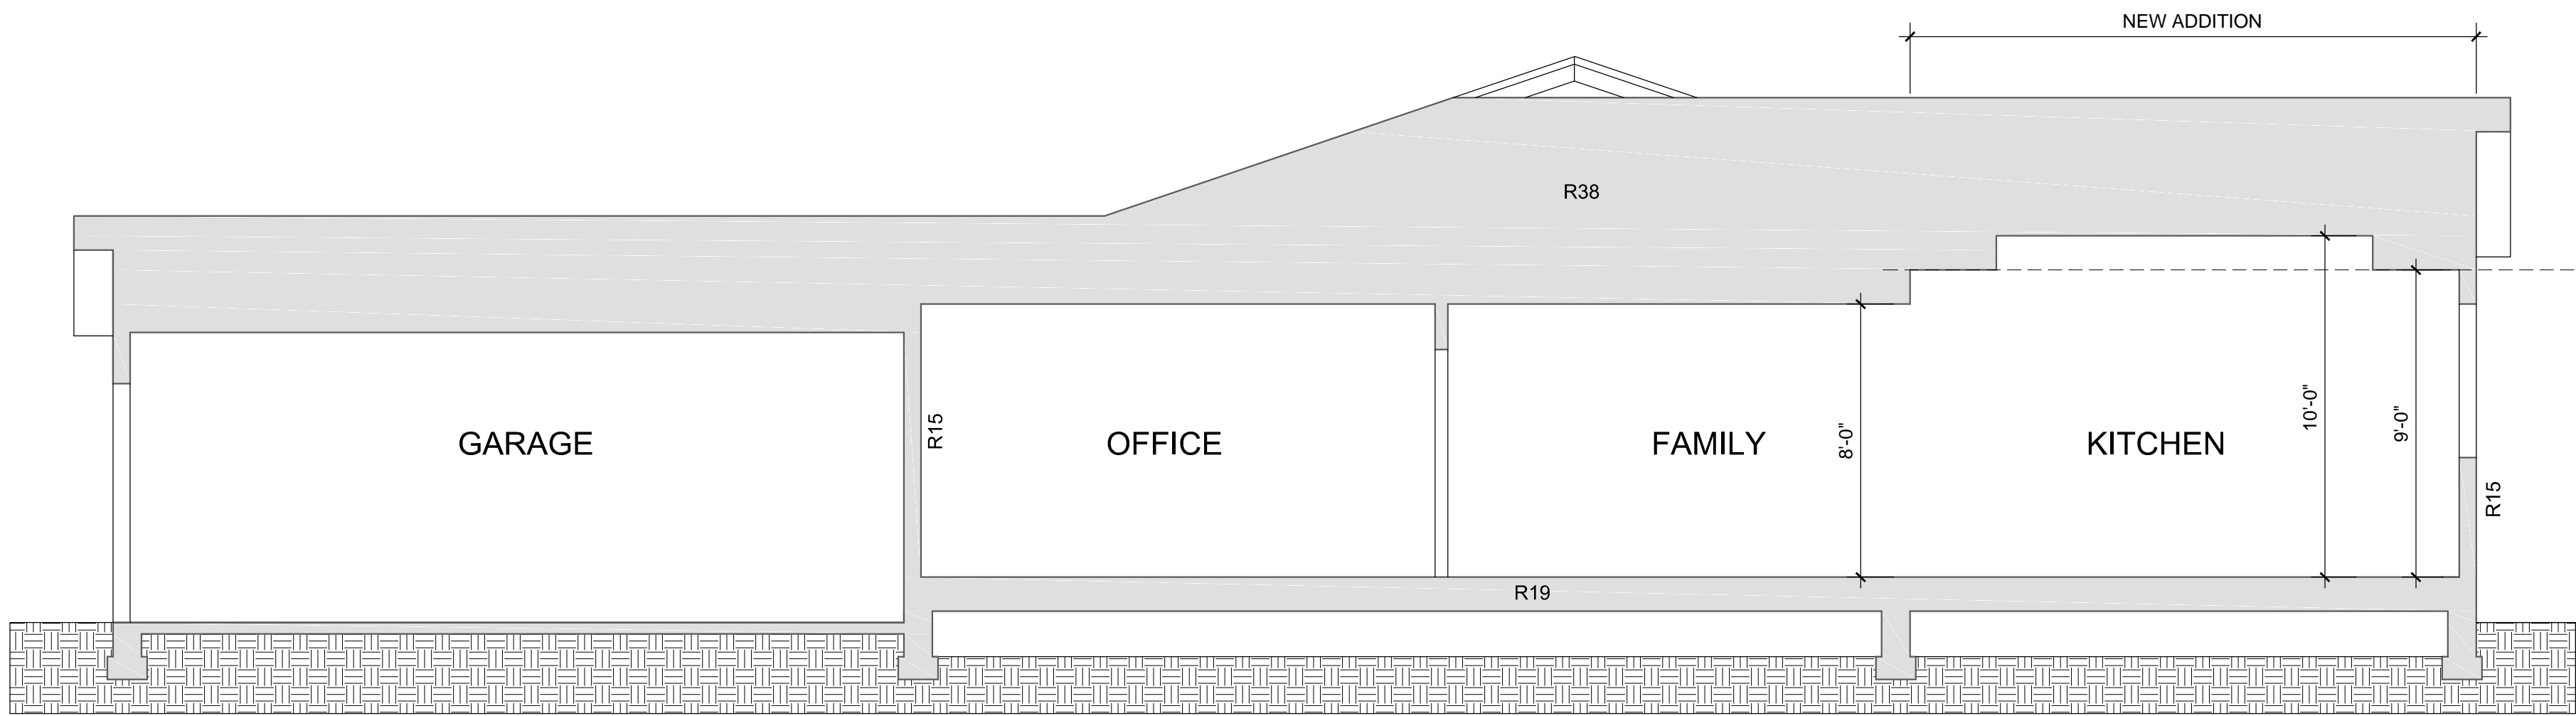 NEW ADDITION
R38
GARAGE
R15
OFFICE
FAMILY
8'-0"
KITCHEN
10'-0"
9'-0"
R15
R19